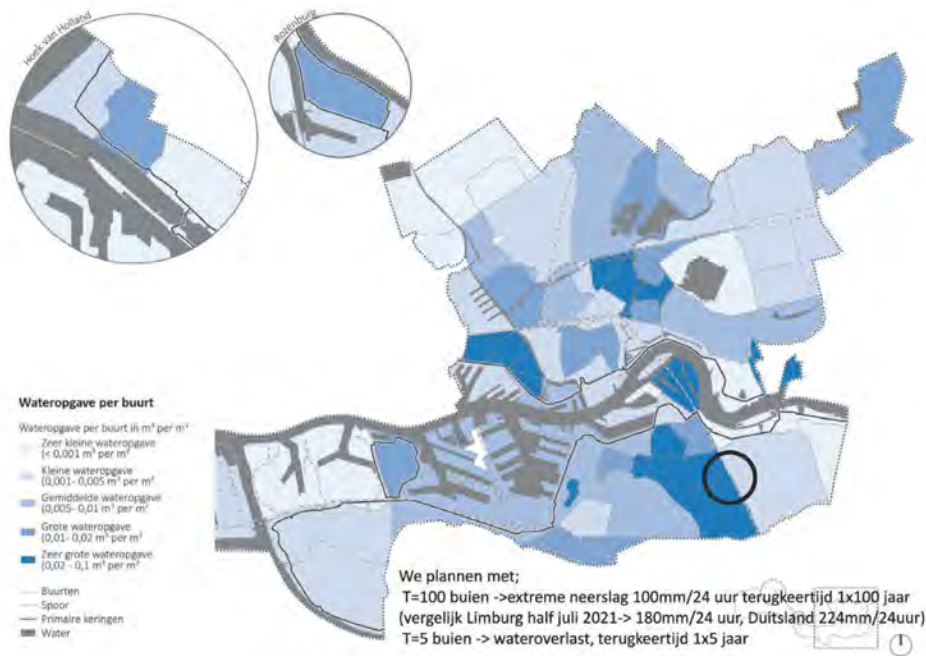 Hoek van Holland
Rozenburg
Wateropgave per buurt
Wateropgave per buurt in m³ per m²
Zeer kleine wateropgave
(< 0,001 m³ per m²
Kleine wateropgave
(0,001- 0,005 m³ per m²
Gemiddelde wateropgave
(0,005- 0,01 m³ per m²
Grote wateropgave
(0,01- 0,02 m³ per m²
Zeer grote wateropgave
(0,02 - 0,1 m³ per m²
Buurten
Spoor
Primaire keringen
Water
We plannen met;
T=100 buien ->extreme neerslag 100mm/24 uur terugkeertijd 1x100 jaar
(vergelijk Limburg half juli 2021-> 180mm/24 uur, Duitsland 224mm/24uur)
T=5 buien -> wateroverlast, terugkeertijd 1x5 jaar